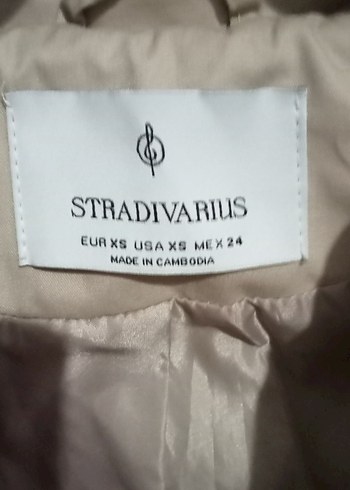 STRADIVARIUS
EUR XS USA XS MEX 24
MADE IN CAMBODIA